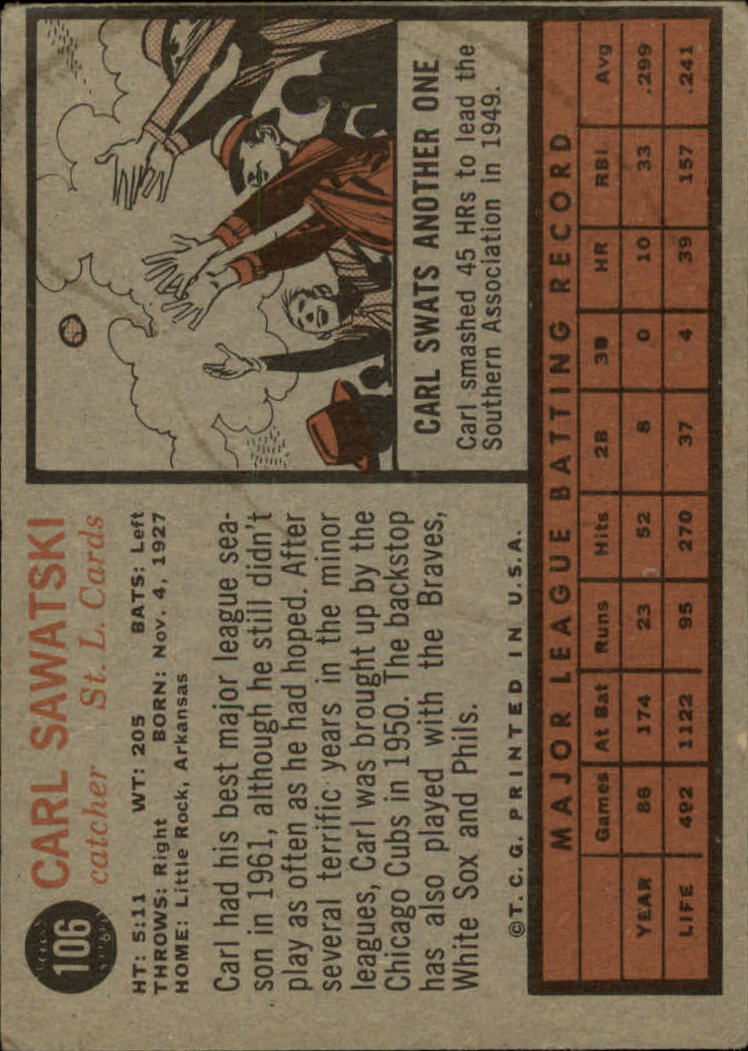 106
CARL SAWATSKI
catcher St. L. Cards
HT: 5:11 WT: 205 BATS: Left
THROWS: Right BORN: Nov. 4, 1927
HOME: Little Rock, Arkansas
Carl had his best major league sea-
son in 1961, although he still didn't
play as often as he had hoped. After
several terrific years in the minor
leagues, Carl was brought up by the
Chicago Cubs in 1950. The backstop
has also played with the Braves,
White Sox and Phils.
©T. C. G. PRINTED IN U.S.A.
CARL SWATS ANOTHER ONE
Carl smashed 45 HRs to lead the
Southern Association in 1949.
MAJOR LEAGUE BATTING RECORD
Games At Bat Runs Hits 2B 3B HR RBI Avg
YEAR 86 174 23 52 8 0 10 33 .299
LIFE 492 1122 95 270 37 4 39 157 .241